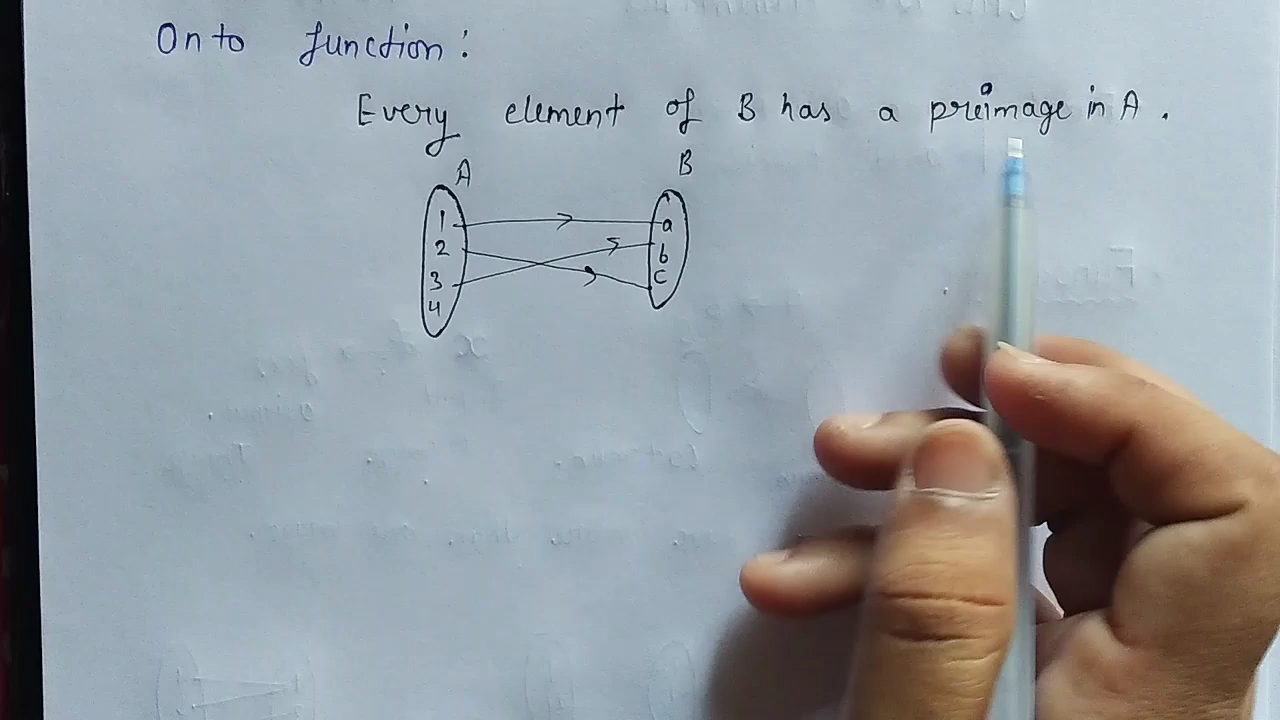 Onto function:
Every element of B has a preimage in A.
A B
1 a
2 b
3 c
4